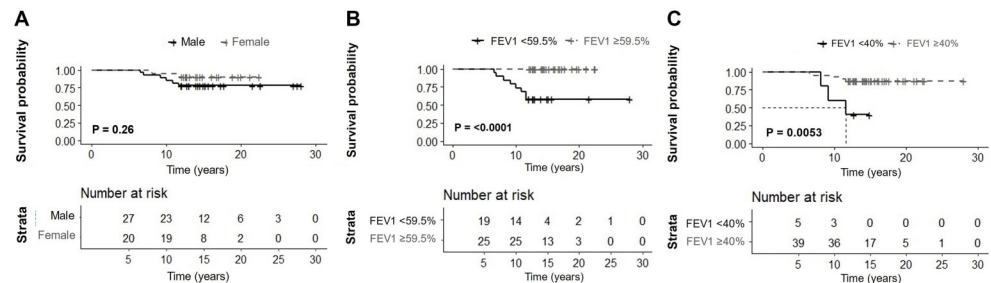 A
Male Female
Survival probability
1.00
0.75
0.50
0.25
0.00
P = 0.26
0 10 20 30
Time (years)
Number at risk
Strata
Male 27 23 12 6 3 0
Female 20 19 8 2 0 0
5 10 15 20 25 30
Time (years)
B
FEV1 <59.5% FEV1 ≥59.5%
Survival probability
1.00
0.75
0.50
0.25
0.00
P = <0.0001
0 10 20 30
Time (years)
Number at risk
Strata
FEV1 <59.5% 19 14 4 2 1 0
FEV1 ≥59.5% 25 25 13 3 0 0
5 10 15 20 25 30
Time (years)
C
FEV1 <40% FEV1 ≥40%
Survival probability
1.00
0.75
0.50
0.25
0.00
P = 0.0053
0 10 20 30
Time (years)
Number at risk
Strata
FEV1 <40% 5 3 0 0 0 0
FEV1 ≥40% 39 36 17 5 1 0
5 10 15 20 25 30
Time (years)